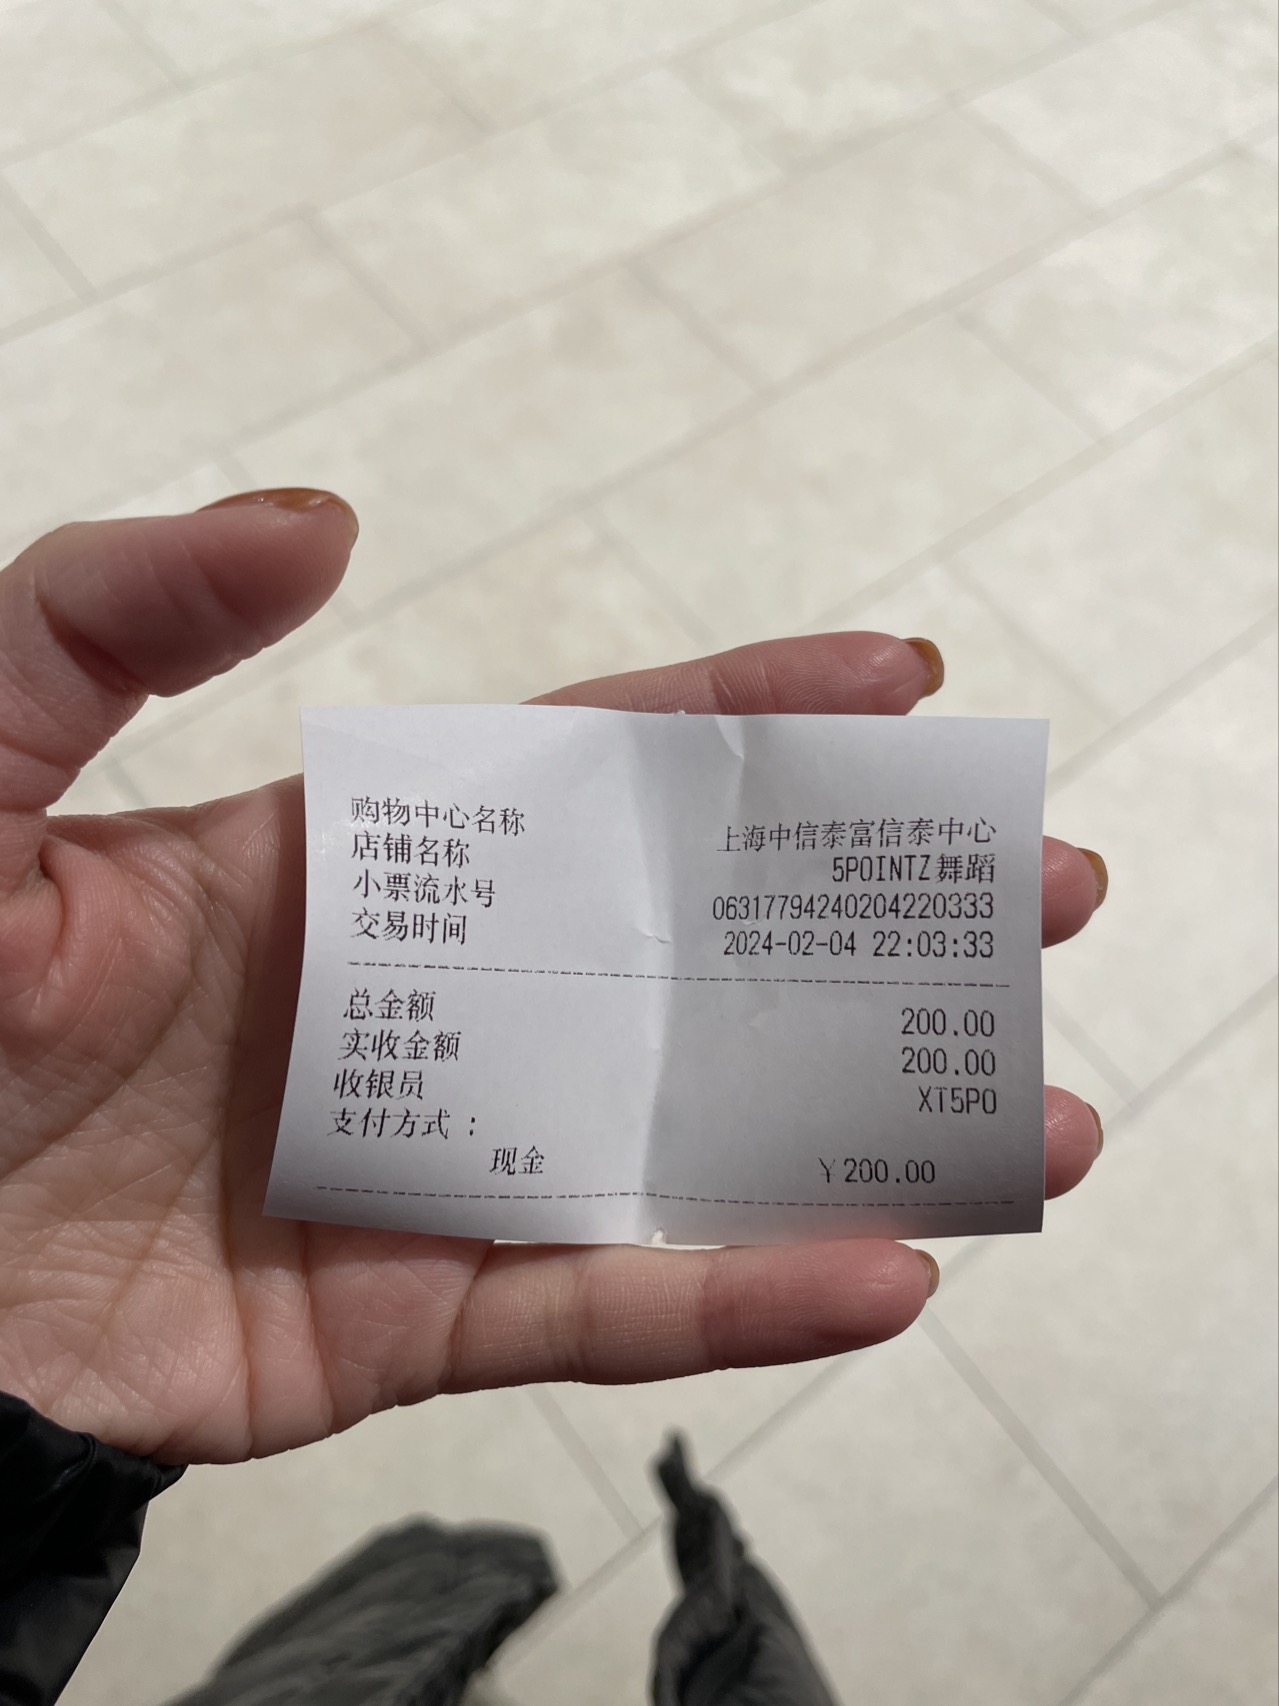 购物中心名称 上海中信泰富信泰中心
店铺名称 5POINTZ舞蹈
小票流水号 06317794240204220333
交易时间 2024-02-04 22:03:33
总金额 200.00
实收金额 200.00
收银员 XT5PO
支付方式：
现金 ￥200.00